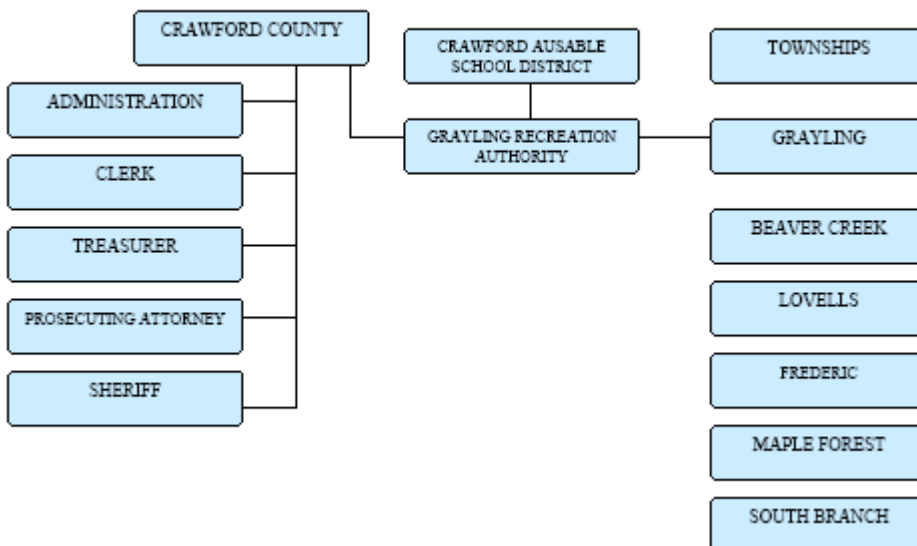 CRAWFORD COUNTY
ADMINISTRATION
CLERK
TREASURER
PROSECUTING ATTORNEY
SHERIFF
CRAWFORD AUSABLE
SCHOOL DISTRICT
GRAYLING RECREATION
AUTHORITY
TOWNSHIPS
GRAYLING
BEAVER CREEK
LOVELLS
FREDERIC
MAPLE FOREST
SOUTH BRANCH